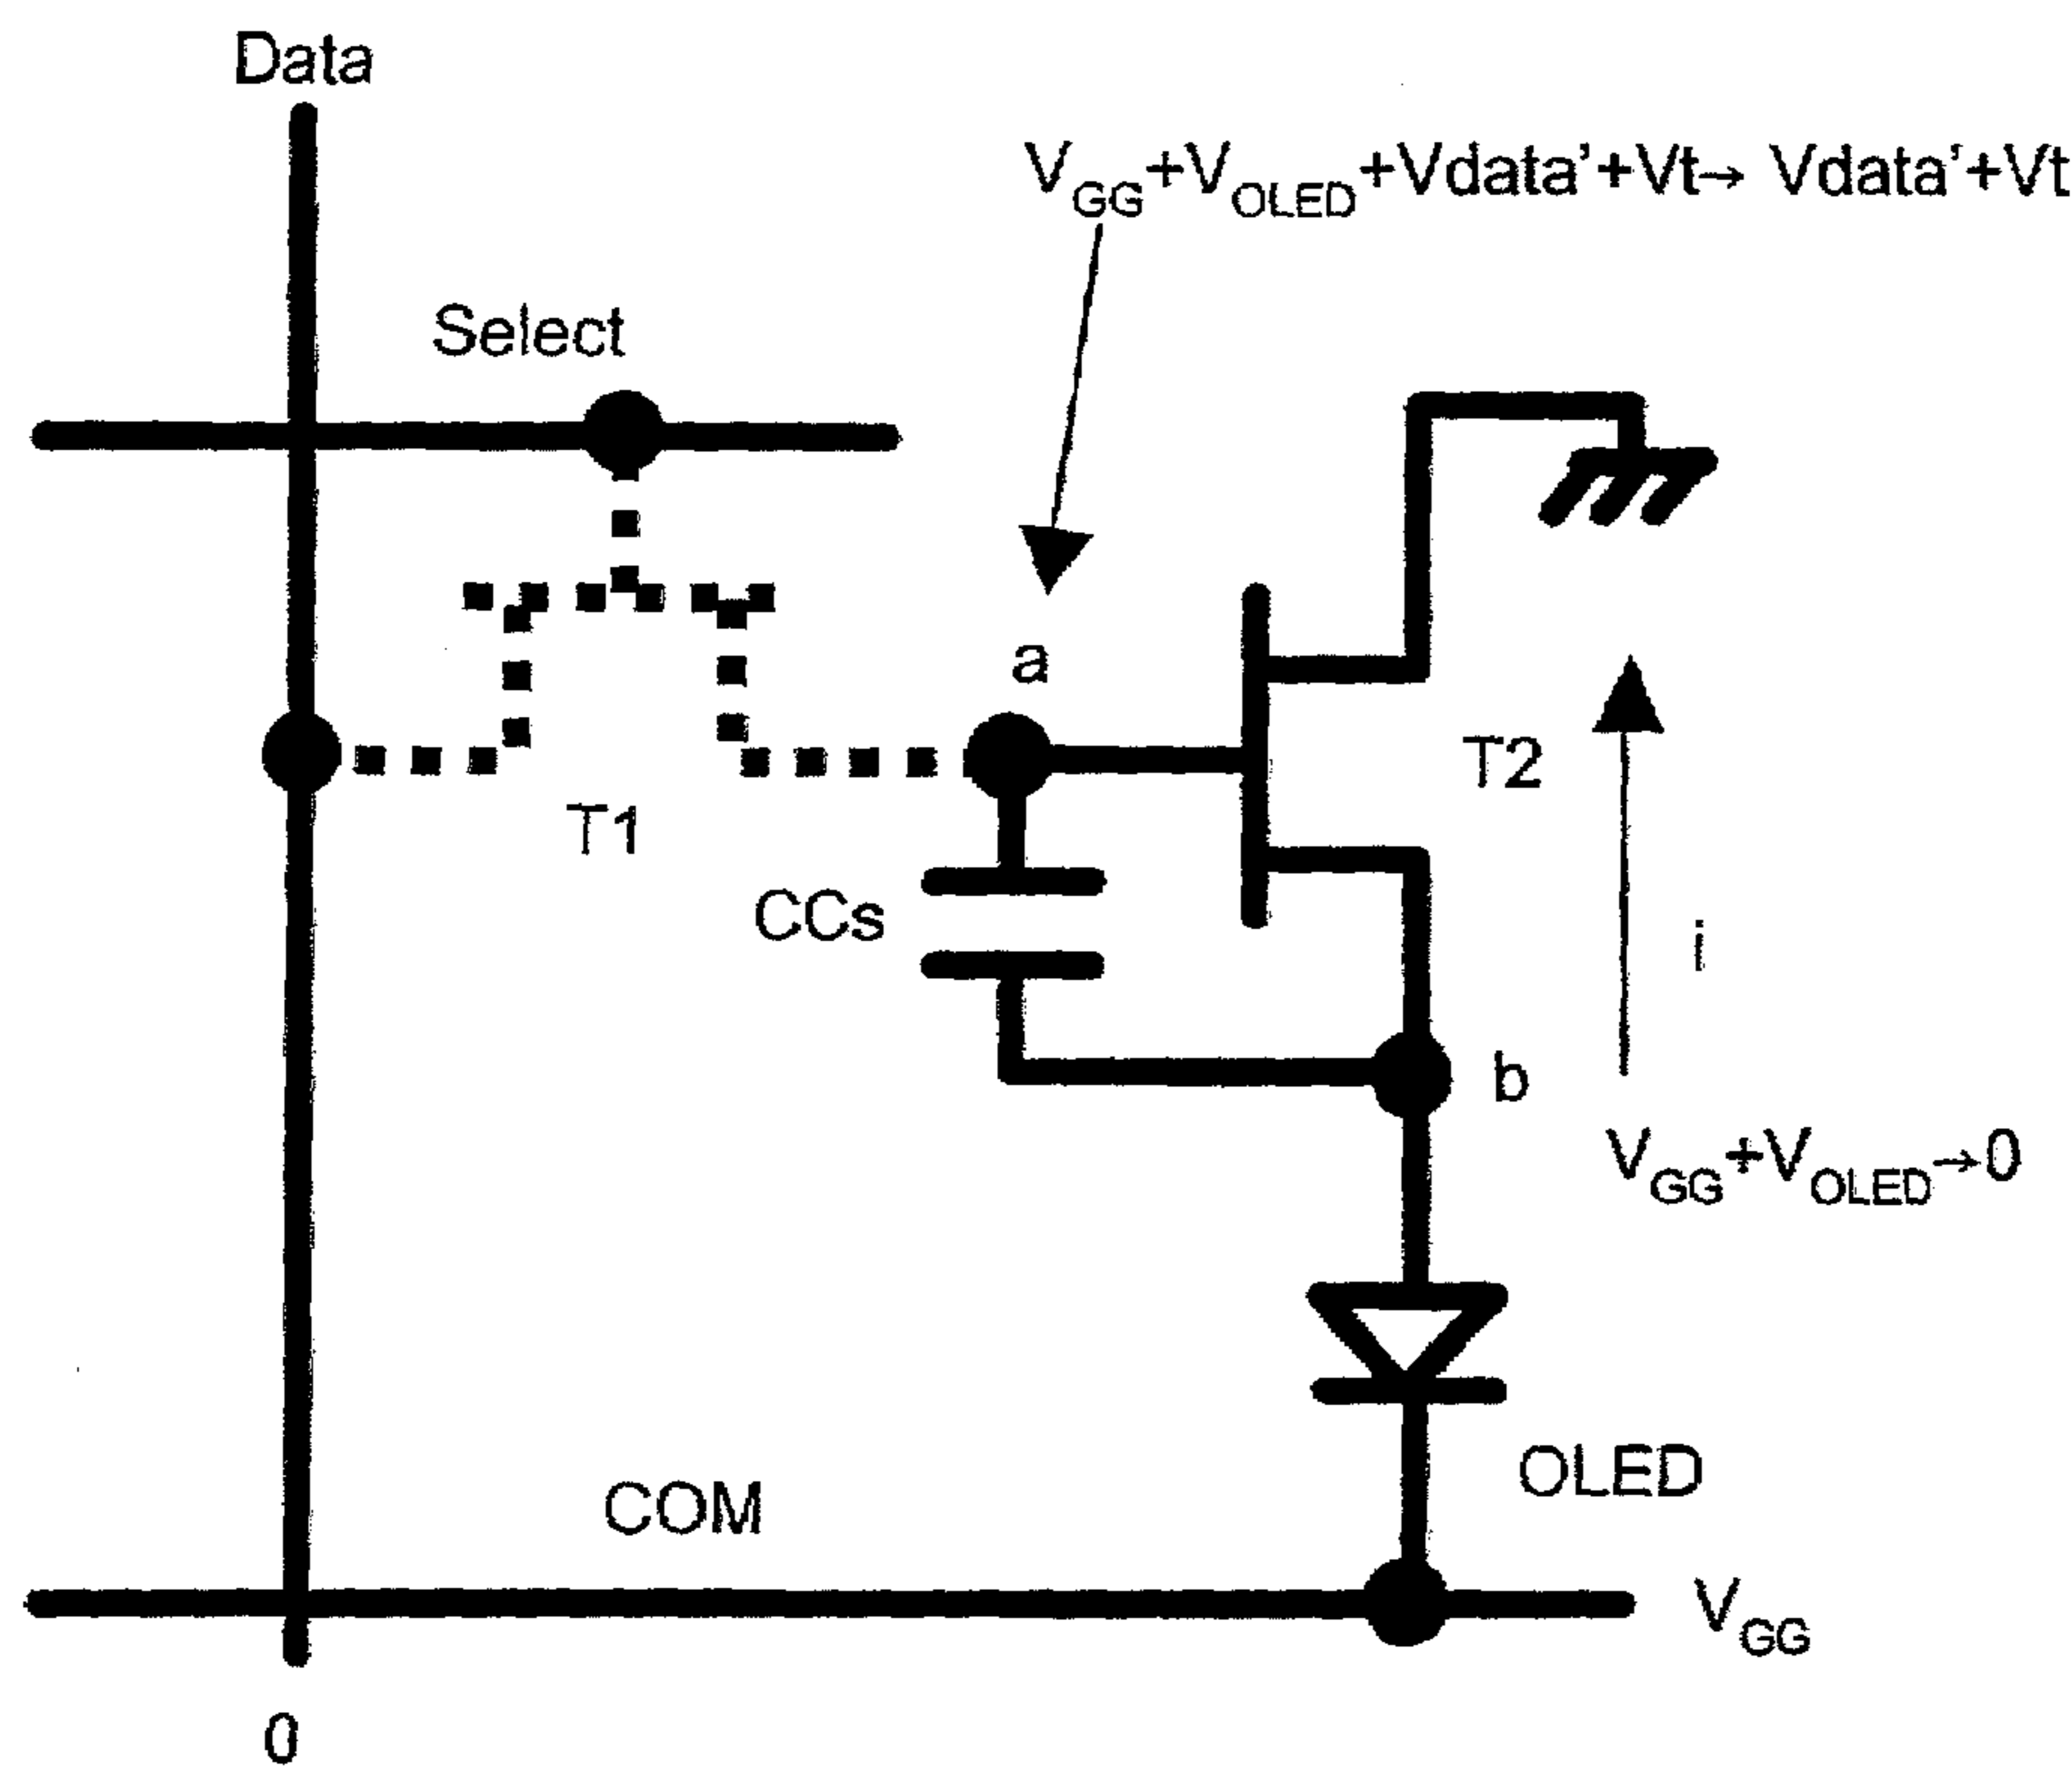 Data
V_GG+V_OLED+Vdata'+Vt→ Vdata'+Vt
Select
a
T2
T1
CCs
i
b
V_GG+V_OLED→0
OLED
COM
V_GG
0